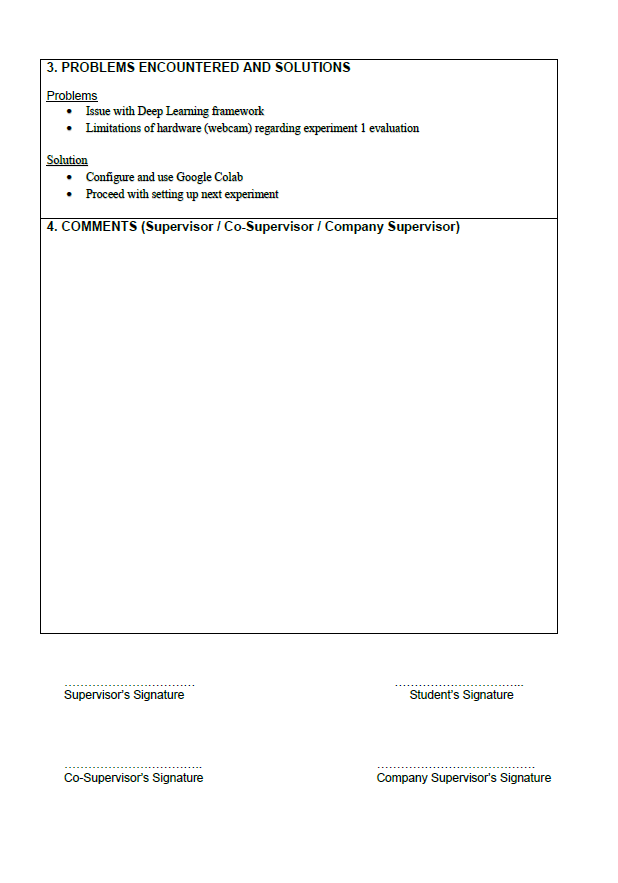 3. PROBLEMS ENCOUNTERED AND SOLUTIONS
Problems
• Issue with Deep Learning framework
• Limitations of hardware (webcam) regarding experiment 1 evaluation
Solution
• Configure and use Google Colab
• Proceed with setting up next experiment
4. COMMENTS (Supervisor / Co-Supervisor / Company Supervisor)
……………………………
Supervisor's Signature
…………………………..
Student's Signature
……………………………..
Co-Supervisor's Signature
………………………………….
Company Supervisor's Signature